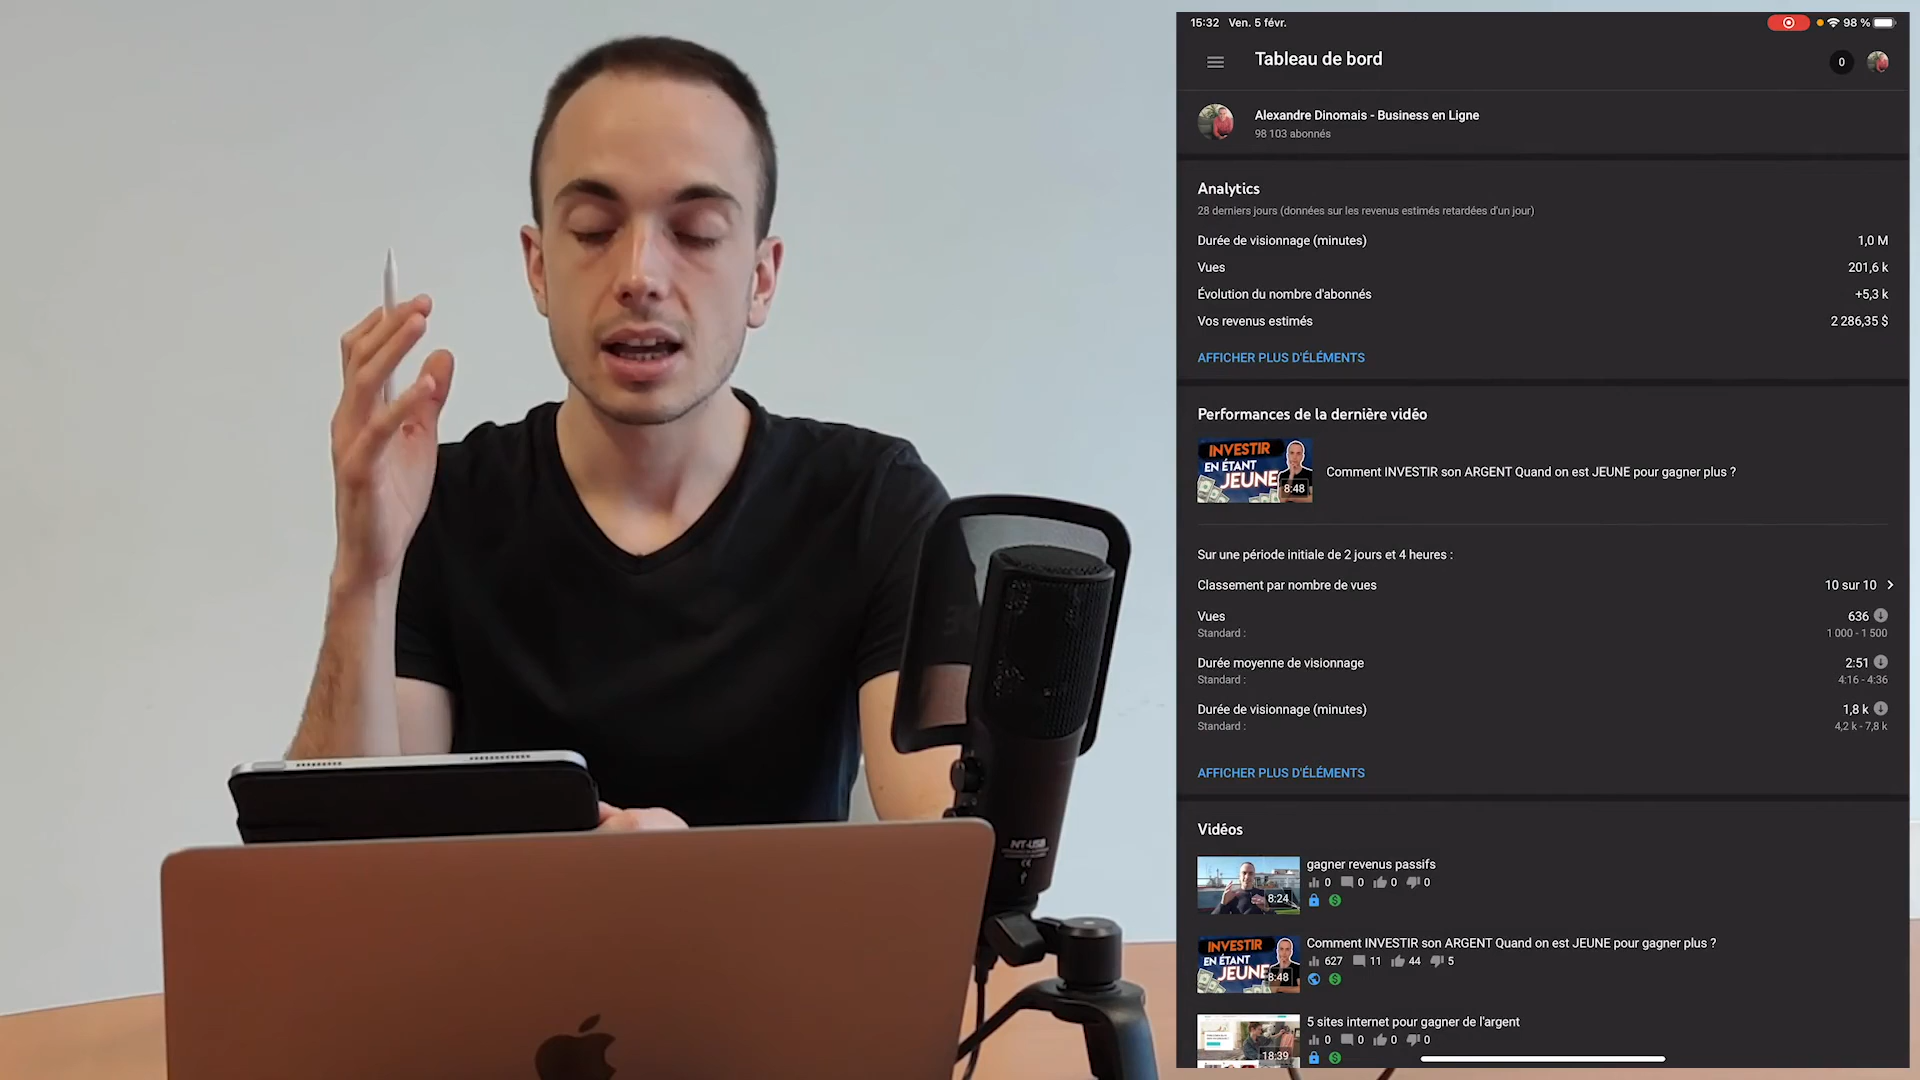 15:32 Ven. 5 févr.
98 %
Tableau de bord
0
Alexandre Dinomais - Business en Ligne
98 103 abonnés
Analytics
28 derniers jours (données sur les revenus estimés retardées d'un jour)
Durée de visionnage (minutes) 1,0 M
Vues 201,6 k
Évolution du nombre d'abonnés +5,3 k
Vos revenus estimés 2 286,35 $
AFFICHER PLUS D'ÉLÉMENTS
Performances de la dernière vidéo
INVESTIR
EN ÉTANT
JEUNE
8:48
Comment INVESTIR son ARGENT Quand on est JEUNE pour gagner plus ?
Sur une période initiale de 2 jours et 4 heures :
Classement par nombre de vues 10 sur 10
Vues 636
Standard : 1 000 - 1 500
Durée moyenne de visionnage 2:51
Standard : 4:16 - 4:36
Durée de visionnage (minutes) 1,8 k
Standard : 4,2 k - 7,8 k
AFFICHER PLUS D'ÉLÉMENTS
Vidéos
8:24
gagner revenus passifs
0 0 0 0
INVESTIR
EN ÉTANT
JEUNE
8:48
Comment INVESTIR son ARGENT Quand on est JEUNE pour gagner plus ?
627 11 44 5
18:39
5 sites internet pour gagner de l'argent
0 0 0 0
NT-USB